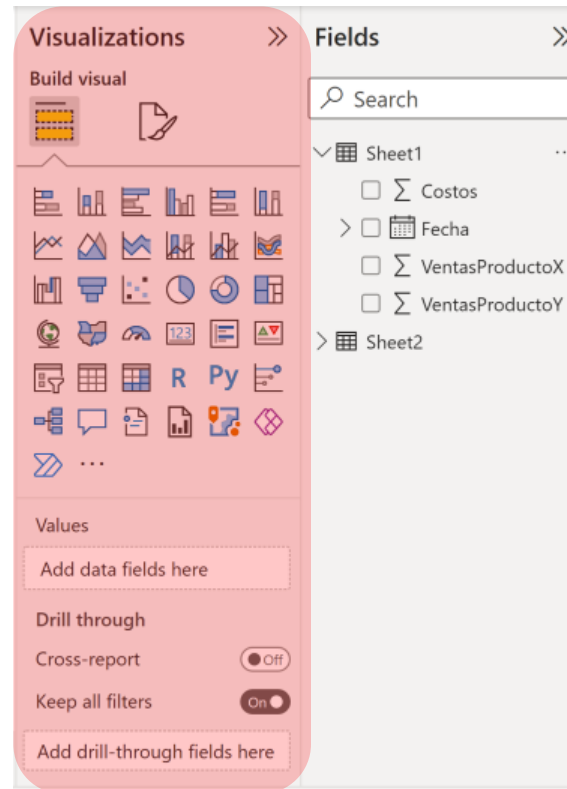 Visualizations
Build visual
123
R
Py
...
Values
Add data fields here
Drill through
Cross-report
Off
Keep all filters
On
Add drill-through fields here
Fields
Search
Sheet1
Costos
Fecha
VentasProductoX
VentasProductoY
Sheet2